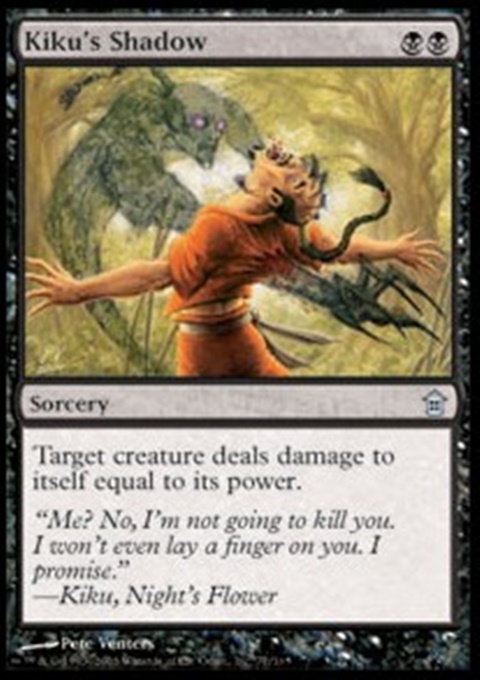 Kiku's Shadow
Sorcery
Target creature deals damage to
itself equal to its power.
“Me? No, I'm not going to kill you.
I won't even lay a finger on you. I
promise.”
—Kiku, Night's Flower
Pete Venters